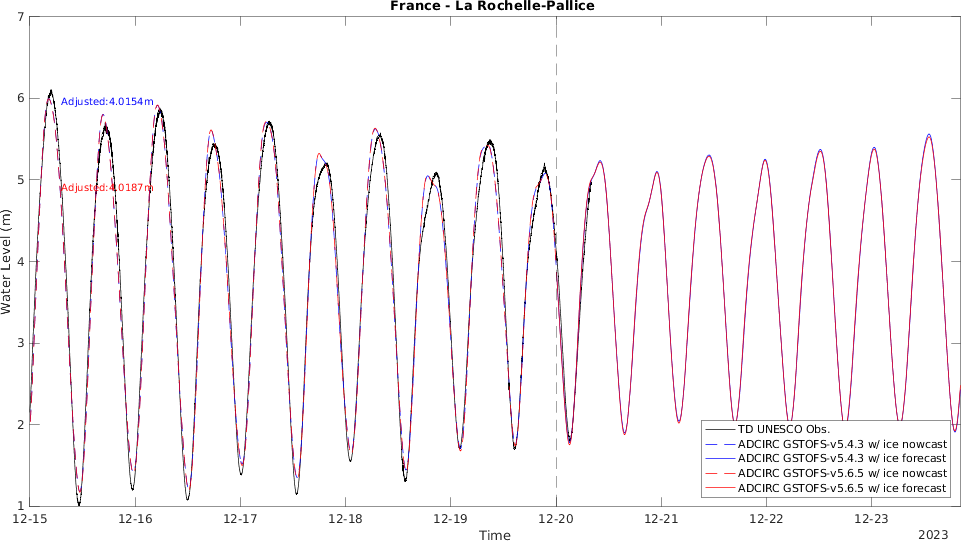 France - La Rochelle-Pallice
7
6
5
4
3
2
1
Water Level (m)
Adjusted:4.0154m
Adjusted:4.0187m
TD UNESCO Obs.
ADCIRC GSTOFS-v5.4.3 w/ ice nowcast
ADCIRC GSTOFS-v5.4.3 w/ ice forecast
ADCIRC GSTOFS-v5.6.5 w/ ice nowcast
ADCIRC GSTOFS-v5.6.5 w/ ice forecast
12-15 12-16 12-17 12-18 12-19 12-20 12-21 12-22 12-23
Time
2023